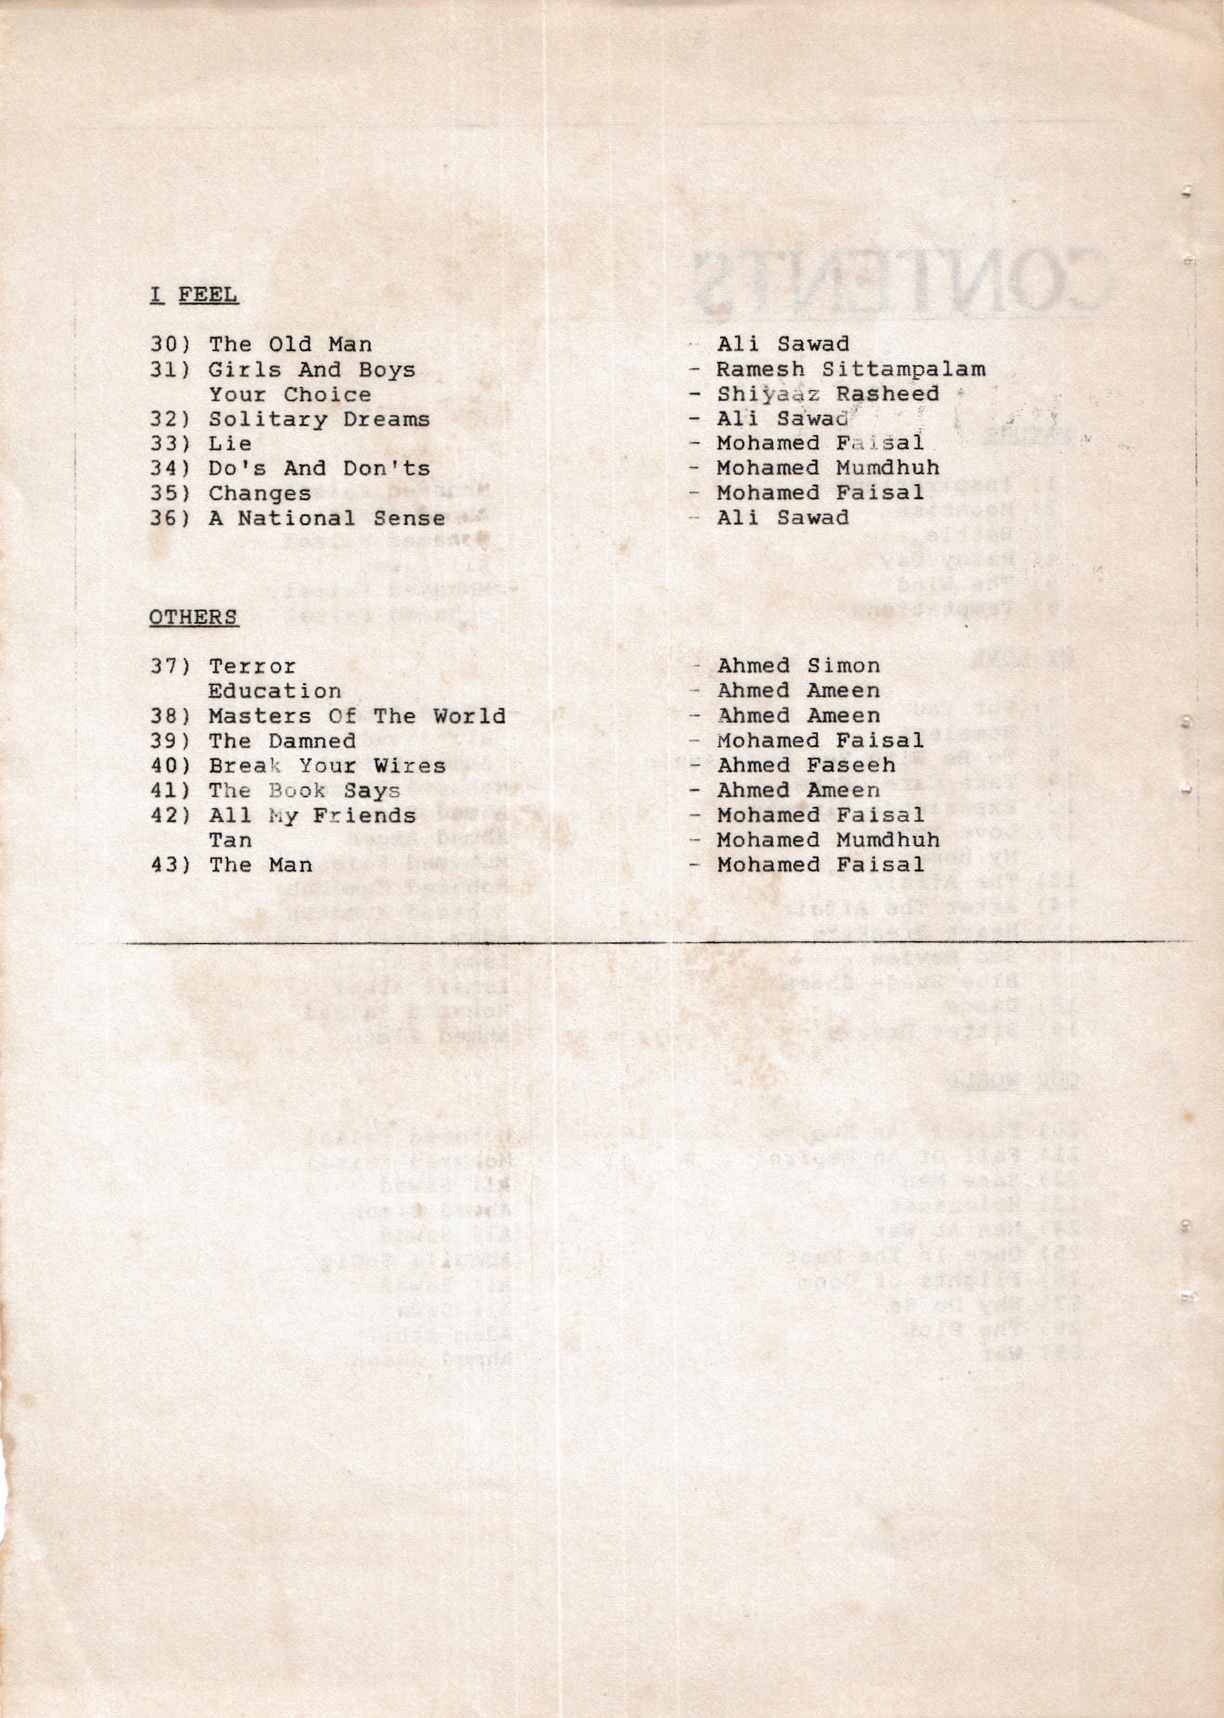 I FEEL
30) The Old Man - Ali Sawad
31) Girls And Boys - Ramesh Sittampalam
Your Choice - Shiyaaz Rasheed
32) Solitary Dreams - Ali Sawad
33) Lie - Mohamed Faisal
34) Do's And Don'ts - Mohamed Mumdhuh
35) Changes - Mohamed Faisal
36) A National Sense - Ali Sawad
OTHERS
37) Terror - Ahmed Simon
Education - Ahmed Ameen
38) Masters Of The World - Ahmed Ameen
39) The Damned - Mohamed Faisal
40) Break Your Wires - Ahmed Faseeh
41) The Book Says - Ahmed Ameen
42) All My Friends - Mohamed Faisal
Tan - Mohamed Mumdhuh
43) The Man - Mohamed Faisal